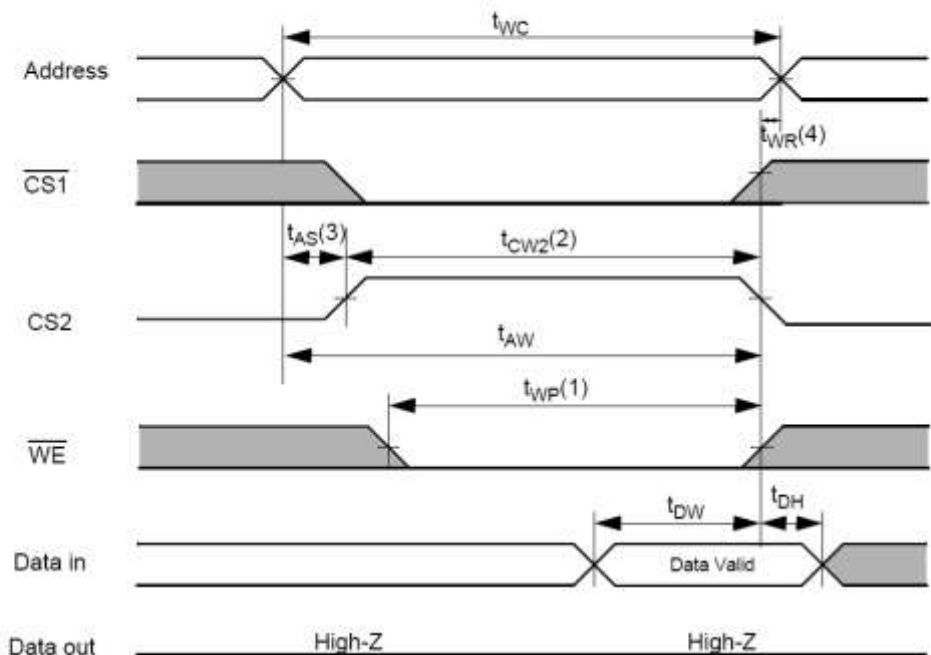 tWC
Address
tWR(4)
CS1
tAS(3)
tCW2(2)
CS2
tAW
tWP(1)
WE
tDW
tDH
Data in
Data Valid
Data out
High-Z
High-Z